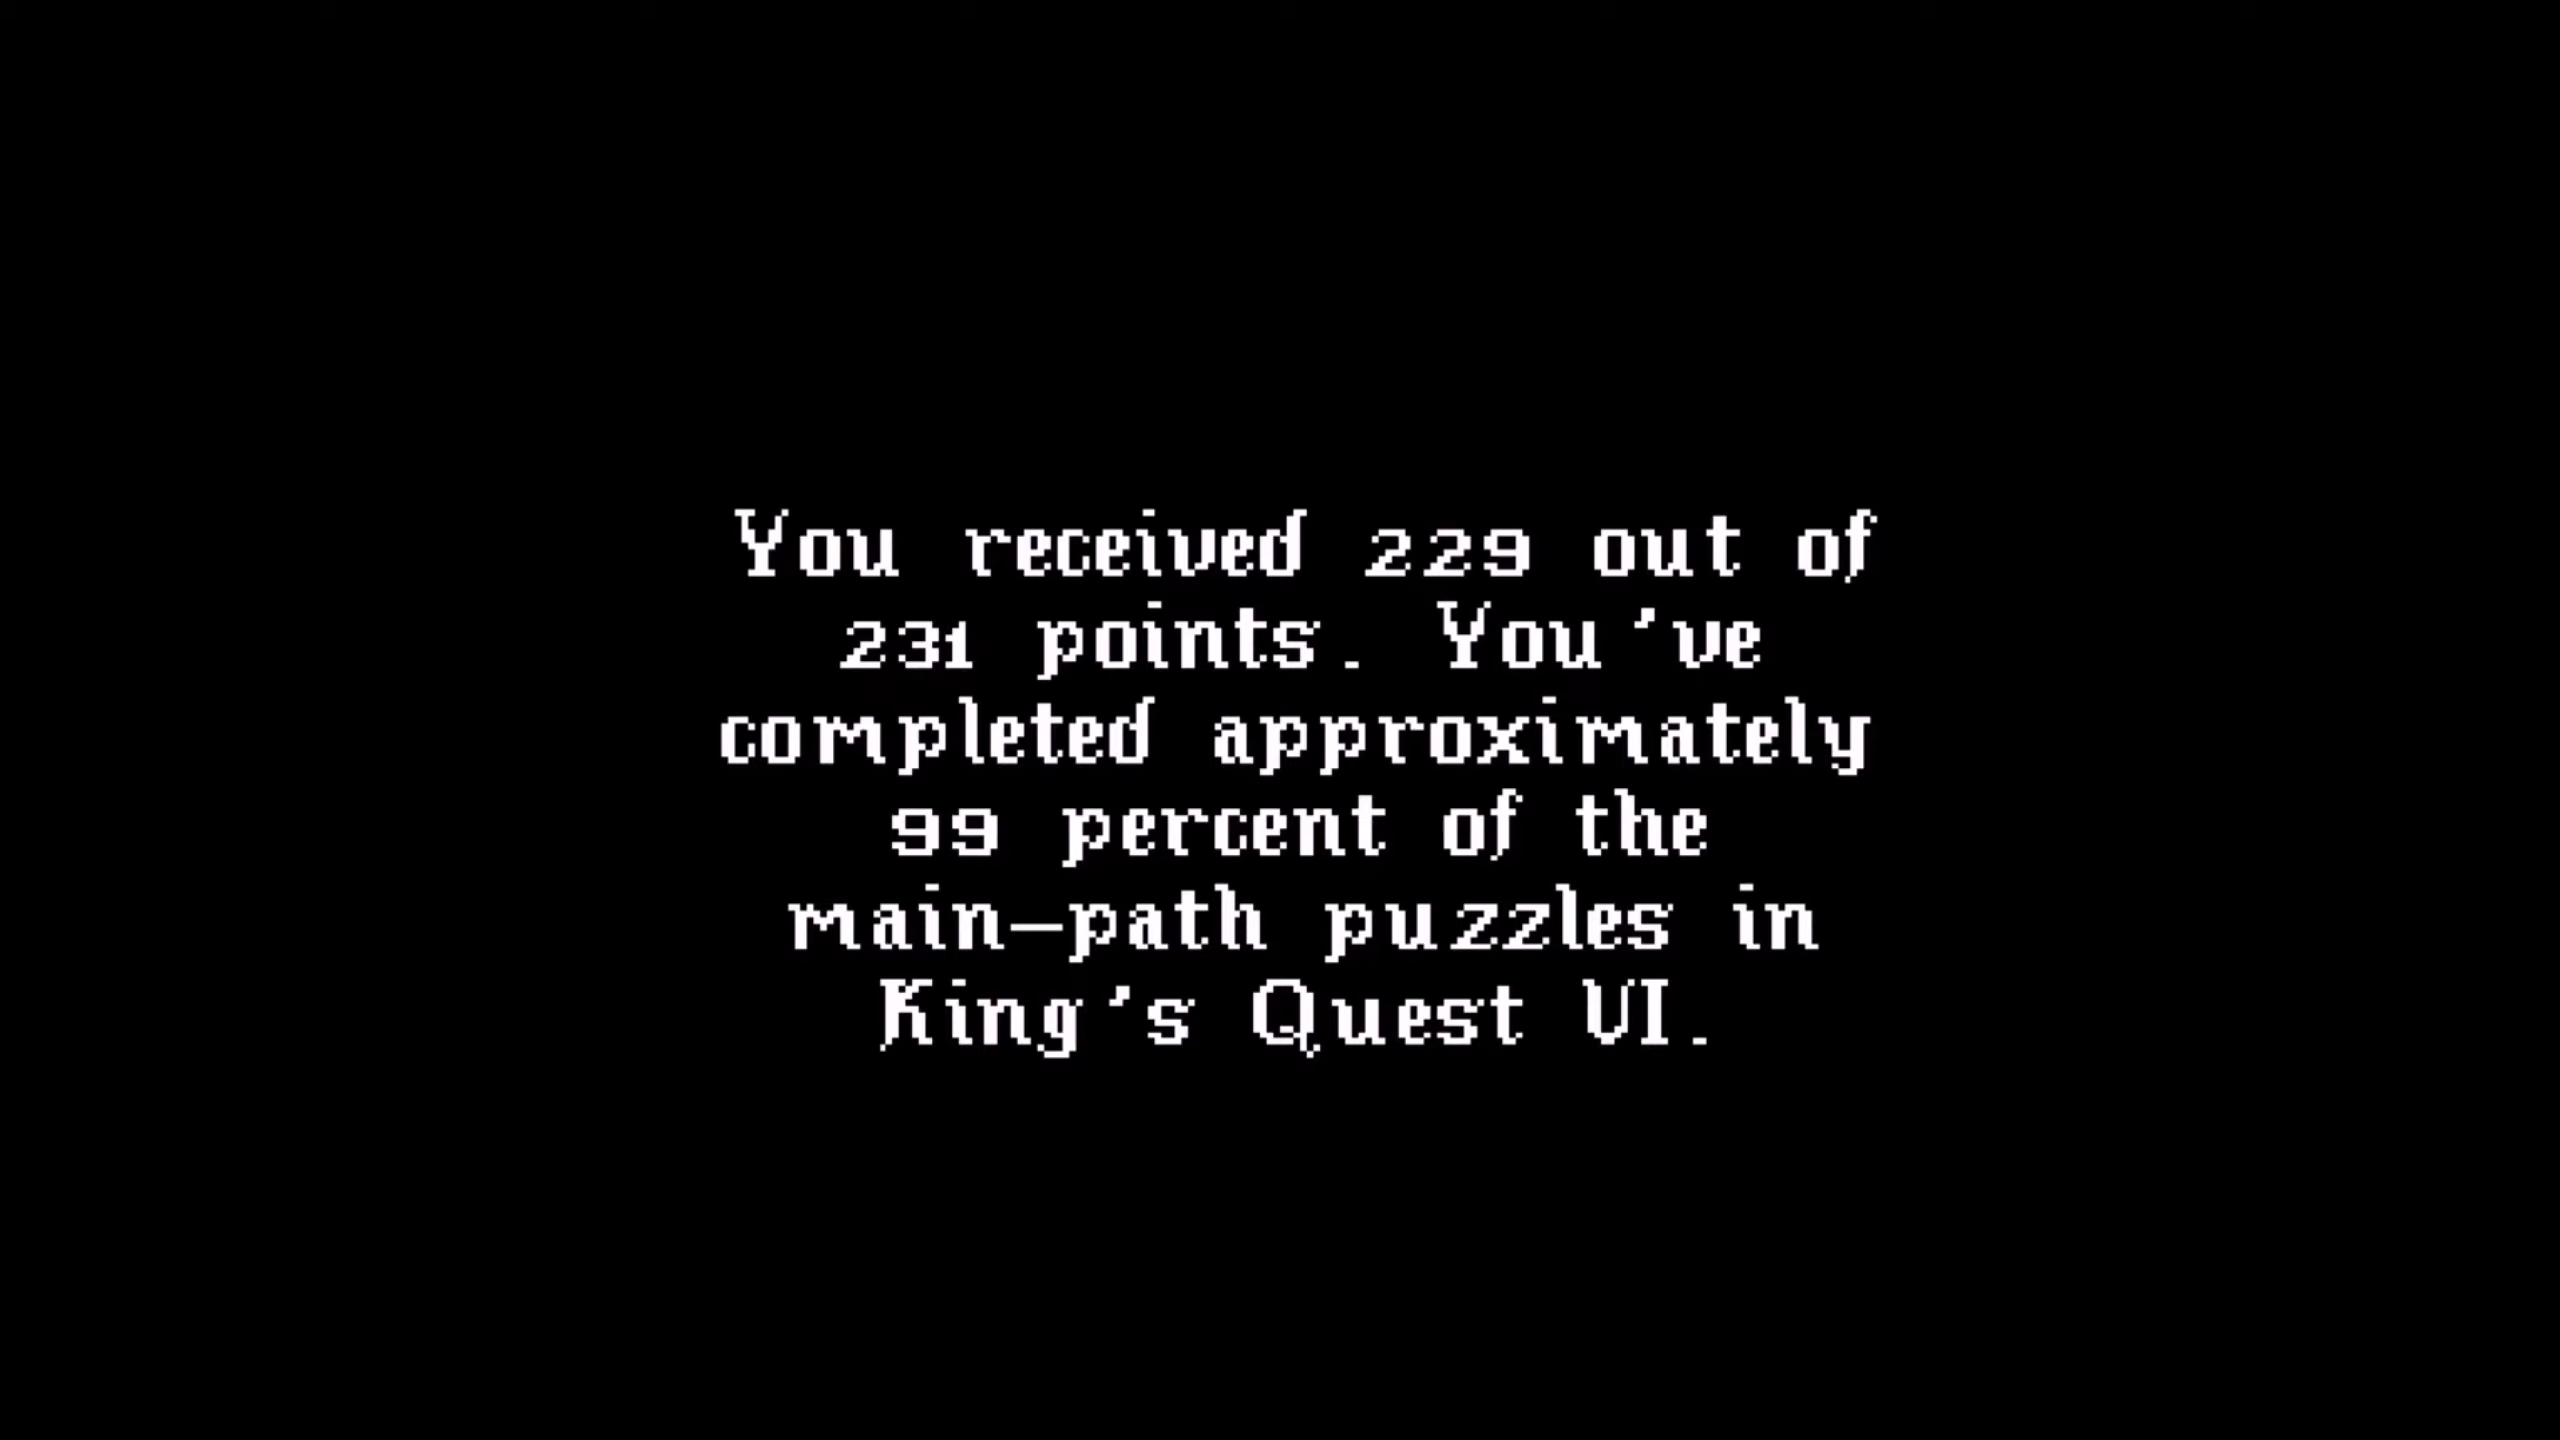 You received 229 out of
231 points. You've
completed approximately
99 percent of the
main-path puzzles in
King's Quest VI.